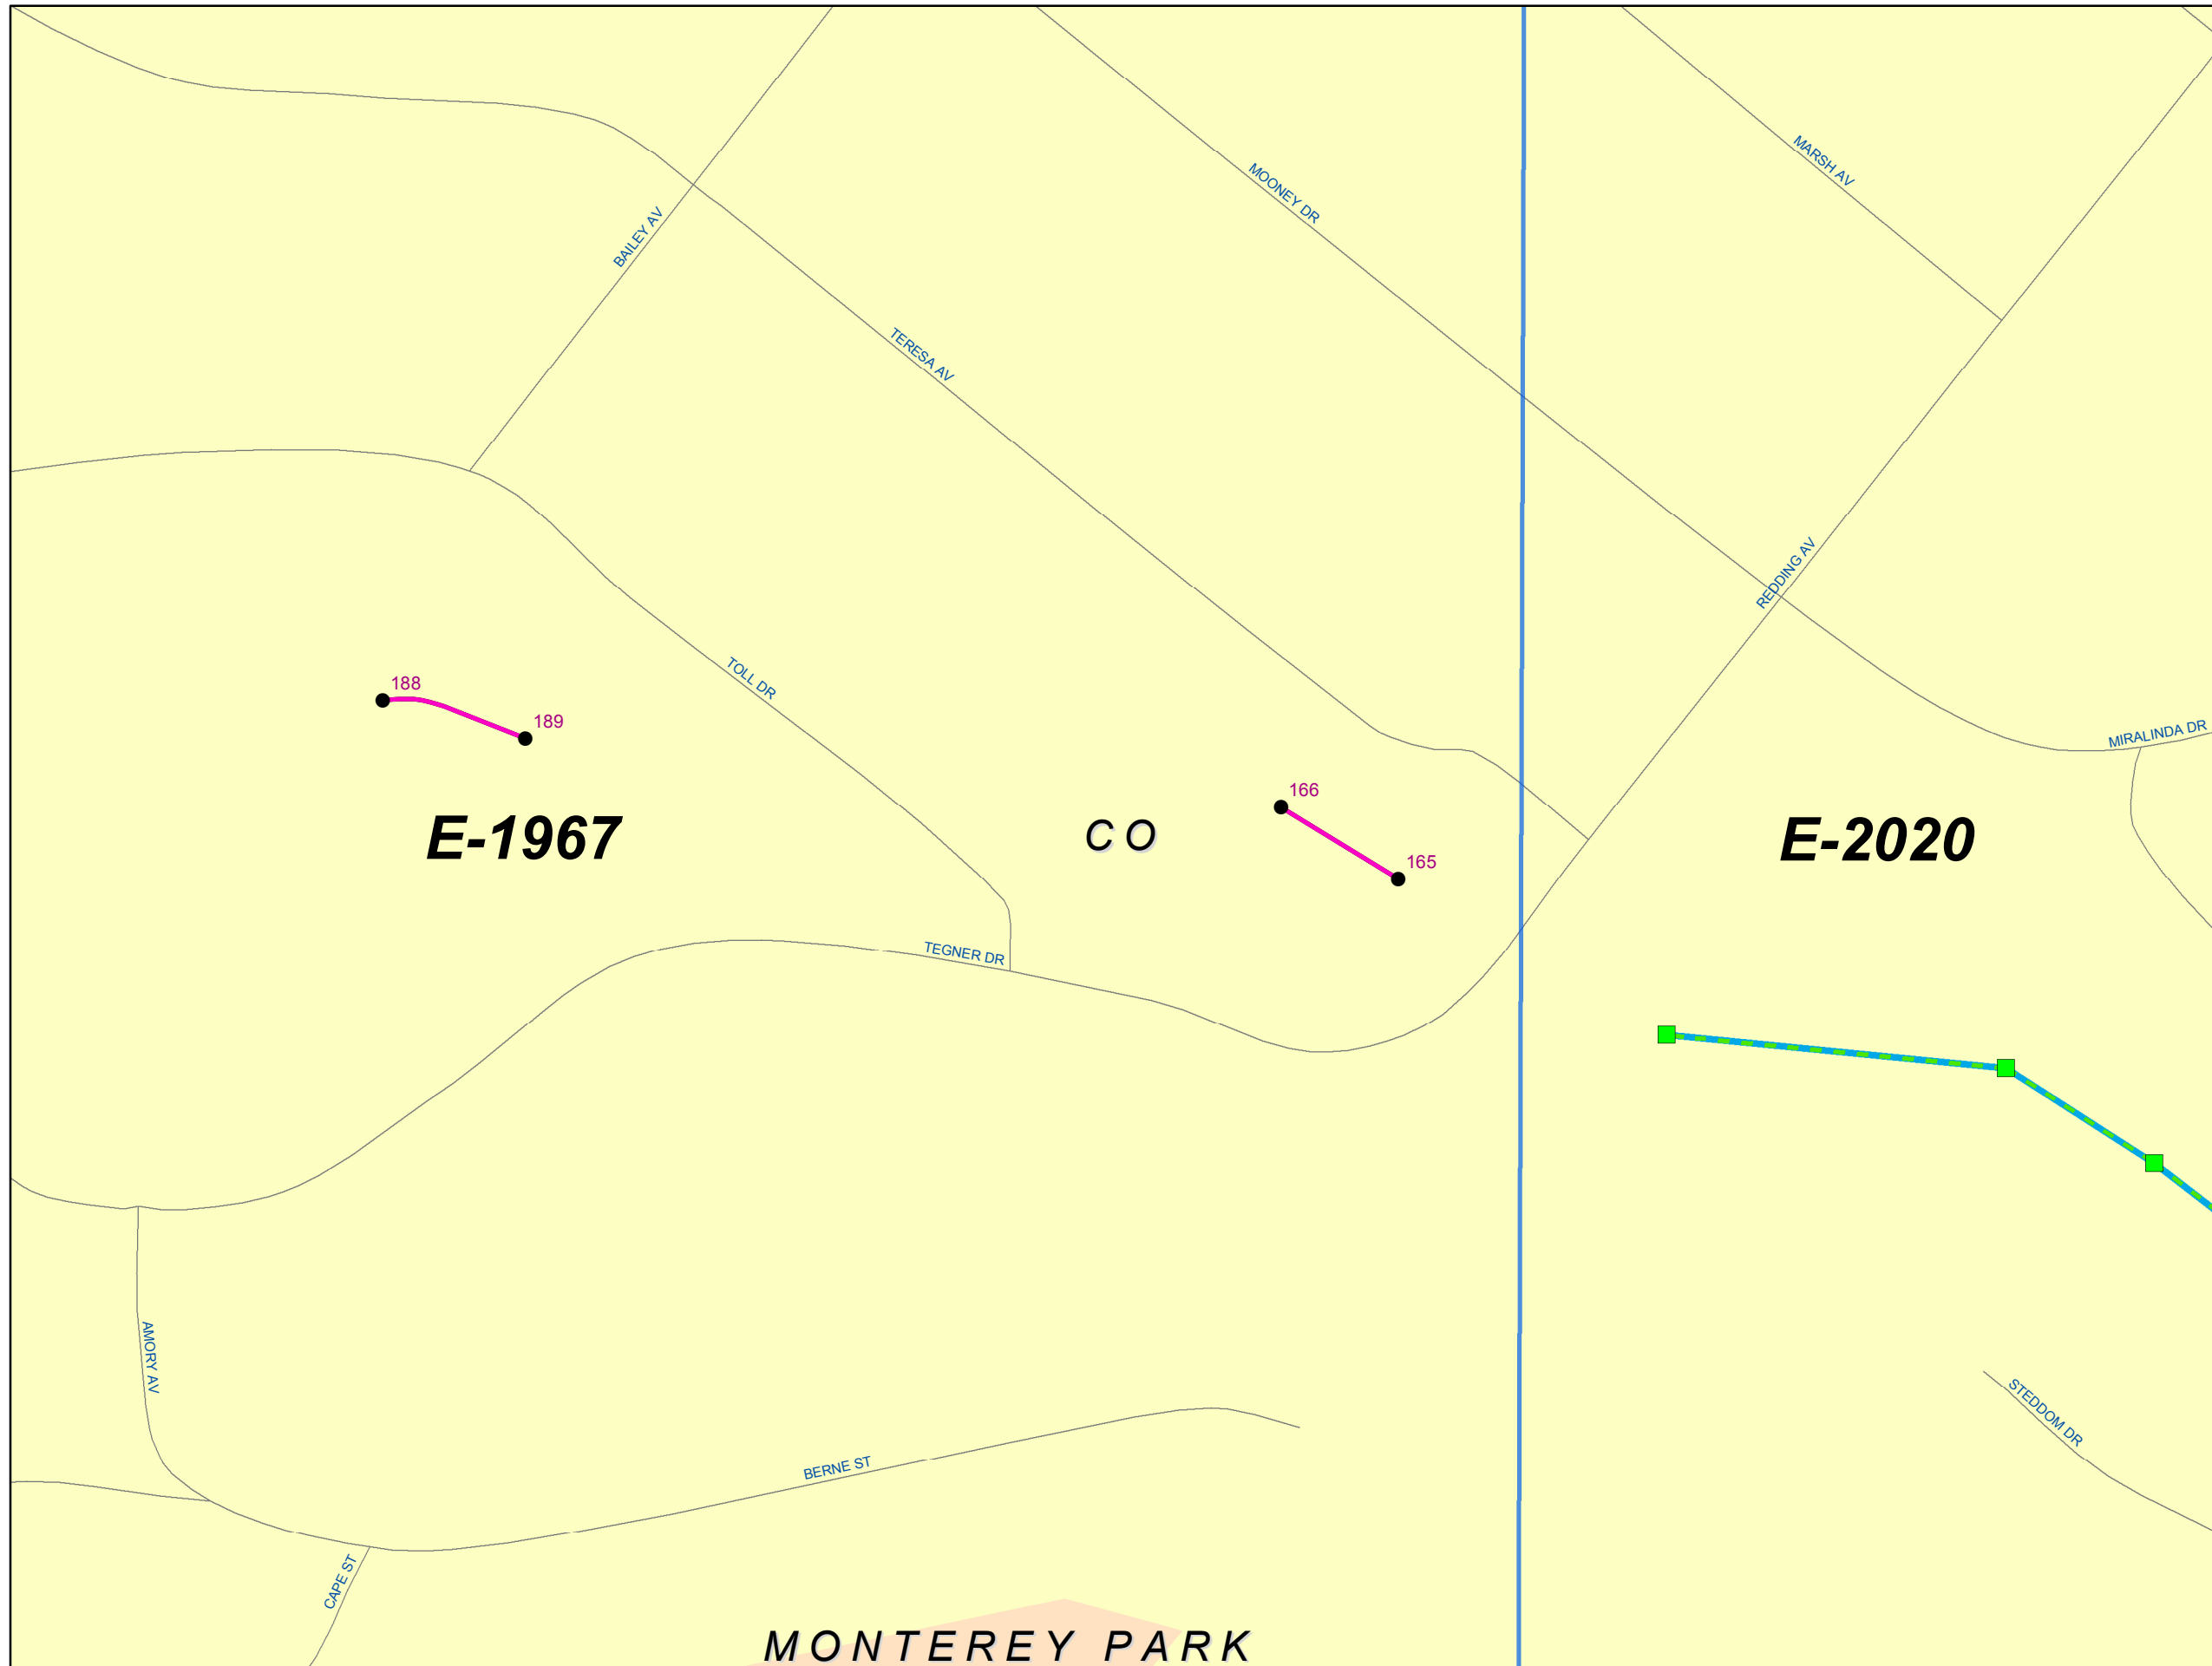 MARSH AV
MOONEY DR
BAILEY AV
TERESA AV
REDDING AV
TOLL DR
188
189
MIRALINDA DR
166
E-1967
CO
E-2020
165
TEGNER DR
AMORY AV
STEDDOM DR
BERNE ST
CAPE ST
MONTEREY PARK